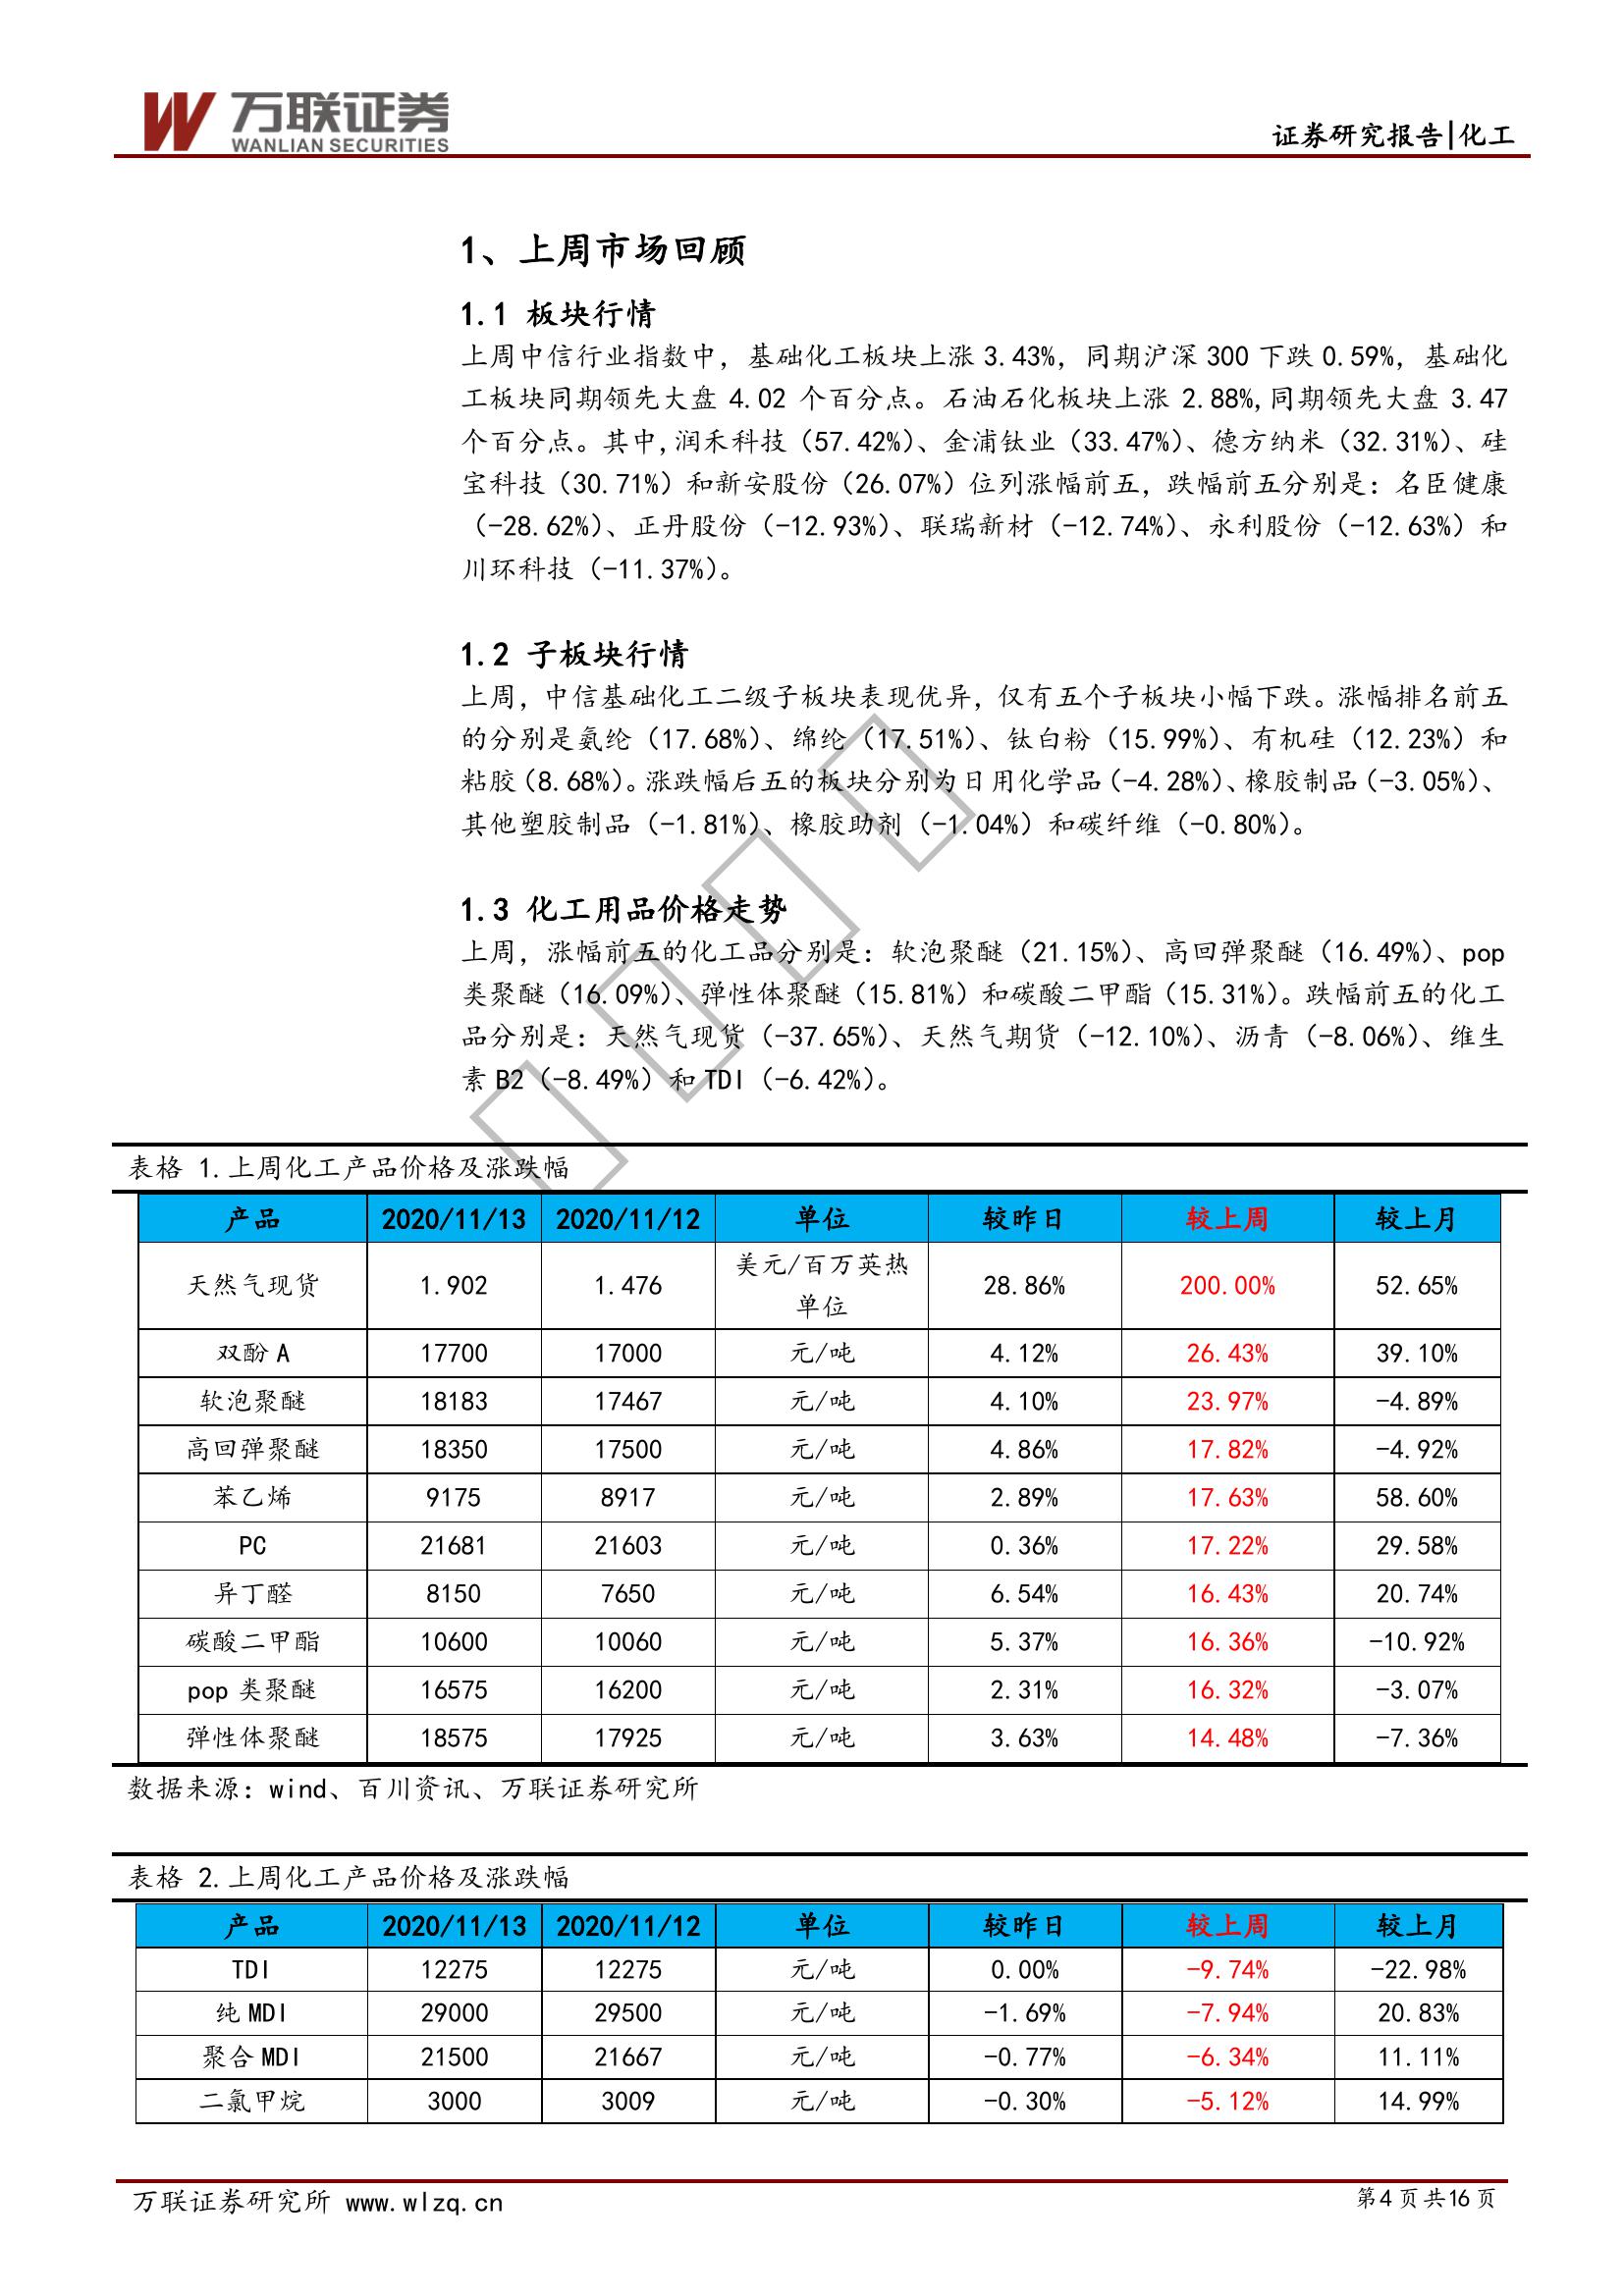 万联证券
WANLIAN SECURITIES
证券研究报告|化工
1、上周市场回顾
1.1 板块行情
上周中信行业指数中，基础化工板块上涨 3.43%，同期沪深 300 下跌 0.59%，基础化
工板块同期领先大盘 4.02 个百分点。石油石化板块上涨 2.88%,同期领先大盘 3.47
个百分点。其中,润禾科技（57.42%）、金浦钛业（33.47%）、德方纳米（32.31%）、硅
宝科技（30.71%）和新安股份（26.07%）位列涨幅前五，跌幅前五分别是：名臣健康
（-28.62%）、正丹股份（-12.93%）、联瑞新材（-12.74%）、永利股份（-12.63%）和
川环科技（-11.37%）。
1.2 子板块行情
上周，中信基础化工二级子板块表现优异，仅有五个子板块小幅下跌。涨幅排名前五
的分别是氨纶（17.68%）、绵纶（17.51%）、钛白粉（15.99%）、有机硅（12.23%）和
粘胶（8.68%）。涨跌幅后五的板块分别为日用化学品（-4.28%）、橡胶制品（-3.05%）、
其他塑胶制品（-1.81%）、橡胶助剂（-1.04%）和碳纤维（-0.80%）。
1.3 化工用品价格走势
上周，涨幅前五的化工品分别是：软泡聚醚（21.15%）、高回弹聚醚（16.49%）、pop
类聚醚（16.09%）、弹性体聚醚（15.81%）和碳酸二甲酯（15.31%）。跌幅前五的化工
品分别是：天然气现货（-37.65%）、天然气期货（-12.10%）、沥青（-8.06%）、维生
素 B2（-8.49%）和 TDI（-6.42%）。
表格 1.上周化工产品价格及涨跌幅
产品 2020/11/13 2020/11/12 单位 较昨日 较上周 较上月
天然气现货 1.902 1.476 美元/百万英热单位 28.86% 200.00% 52.65%
双酚 A 17700 17000 元/吨 4.12% 26.43% 39.10%
软泡聚醚 18183 17467 元/吨 4.10% 23.97% -4.89%
高回弹聚醚 18350 17500 元/吨 4.86% 17.82% -4.92%
苯乙烯 9175 8917 元/吨 2.89% 17.63% 58.60%
PC 21681 21603 元/吨 0.36% 17.22% 29.58%
异丁醛 8150 7650 元/吨 6.54% 16.43% 20.74%
碳酸二甲酯 10600 10060 元/吨 5.37% 16.36% -10.92%
pop 类聚醚 16575 16200 元/吨 2.31% 16.32% -3.07%
弹性体聚醚 18575 17925 元/吨 3.63% 14.48% -7.36%
数据来源：wind、百川资讯、万联证券研究所
表格 2.上周化工产品价格及涨跌幅
产品 2020/11/13 2020/11/12 单位 较昨日 较上周 较上月
TDI 12275 12275 元/吨 0.00% -9.74% -22.98%
纯 MDI 29000 29500 元/吨 -1.69% -7.94% 20.83%
聚合 MDI 21500 21667 元/吨 -0.77% -6.34% 11.11%
二氯甲烷 3000 3009 元/吨 -0.30% -5.12% 14.99%
万联证券研究所 www.wlzq.cn
第 4 页 共 16 页